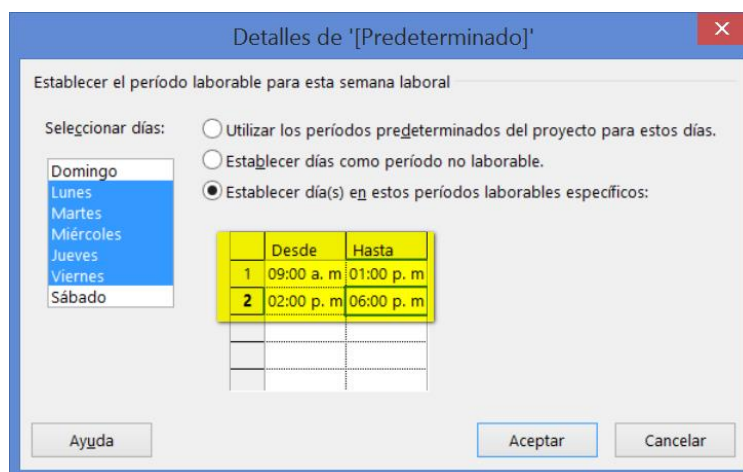 Detalles de '[Predeterminado]'
Establecer el período laborable para esta semana laboral
Seleccionar días:
Utilizar los períodos predeterminados del proyecto para estos días.
Establecer días como período no laborable.
Establecer día(s) en estos períodos laborables específicos:
Domingo
Lunes
Martes
Miércoles
Jueves
Viernes
Sábado
Desde Hasta
1 09:00 a. m 01:00 p. m
2 02:00 p. m 06:00 p. m
Ayuda Aceptar Cancelar